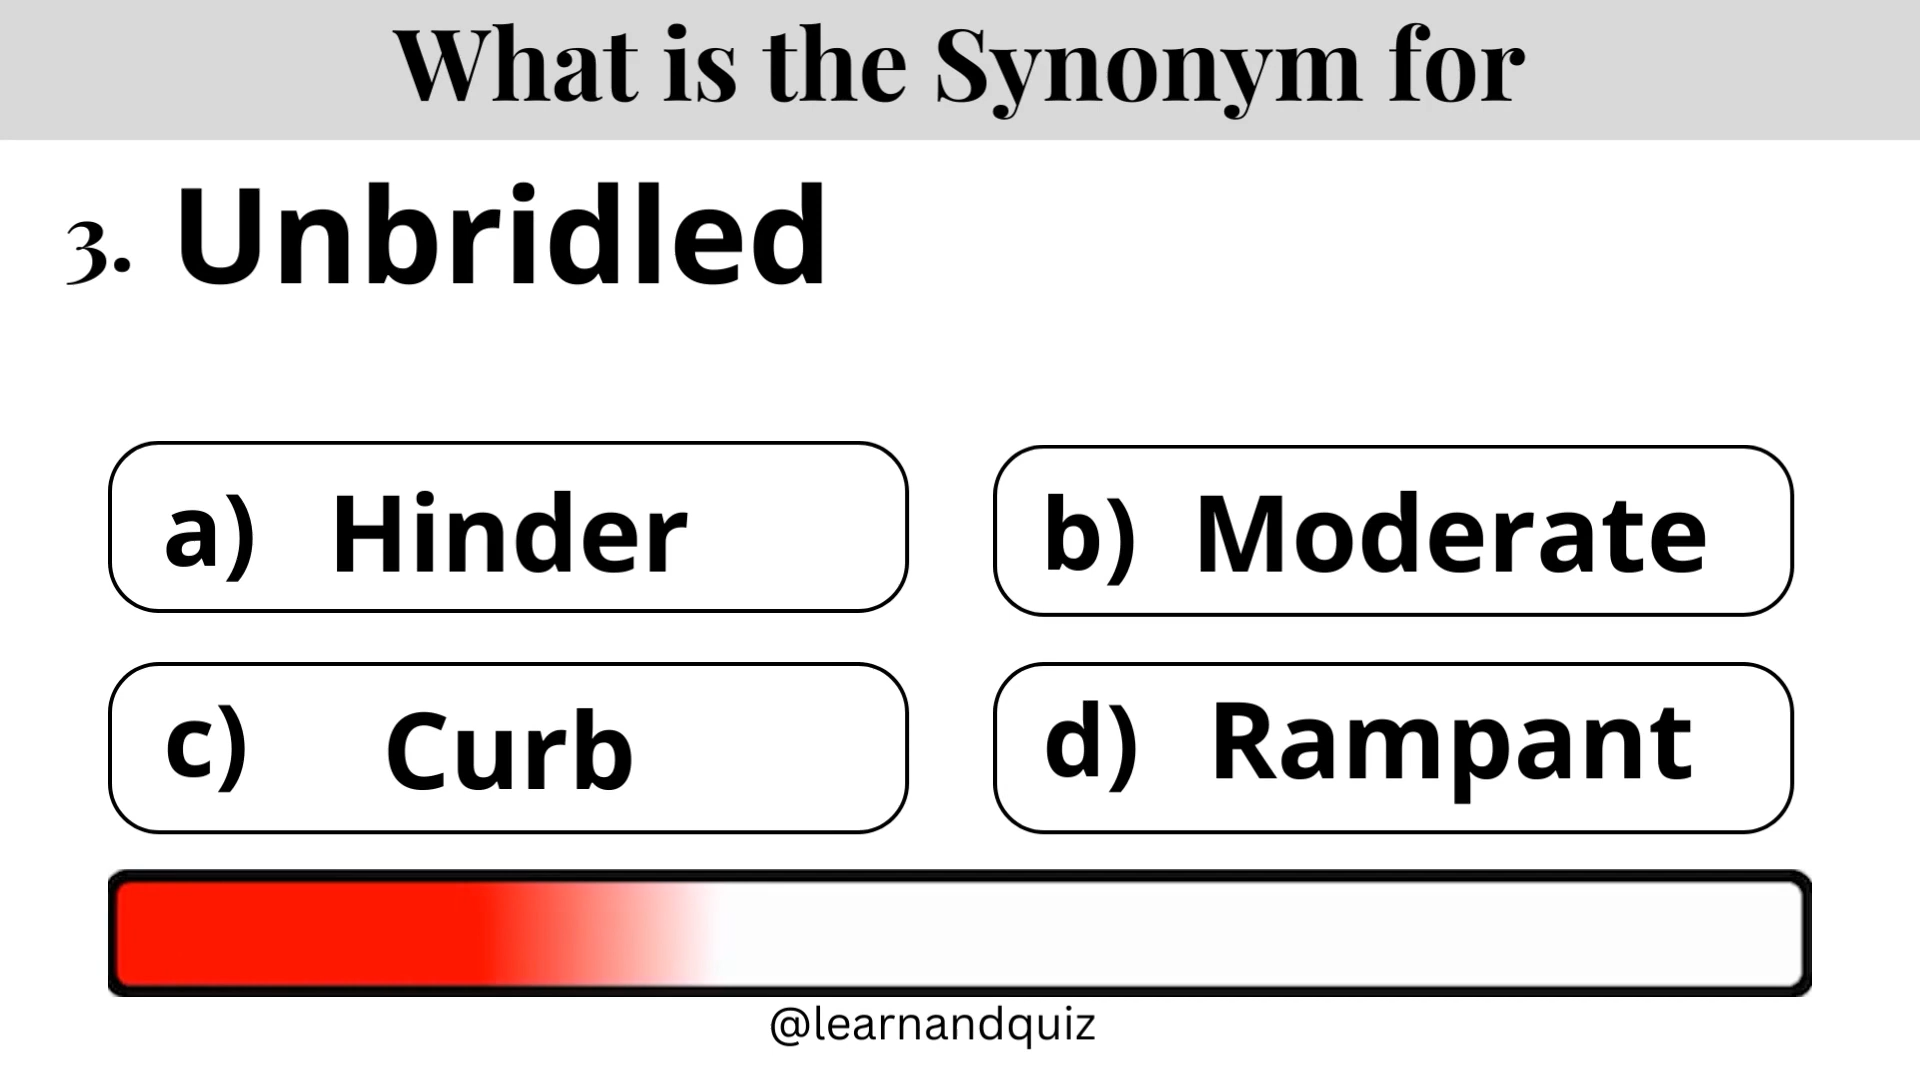 What is the Synonym for
3. Unbridled
a) Hinder
b) Moderate
c) Curb
d) Rampant
@learnandquiz